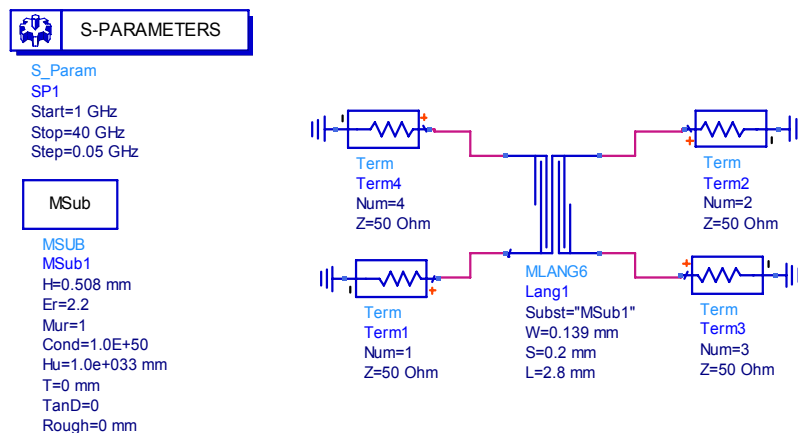 S-PARAMETERS
S_Param
SP1
Start=1 GHz
Stop=40 GHz
Step=0.05 GHz
MSub
MSUB
MSub1
H=0.508 mm
Er=2.2
Mur=1
Cond=1.0E+50
Hu=1.0e+033 mm
T=0 mm
TanD=0
Rough=0 mm
Term
Term4
Num=4
Z=50 Ohm
Term
Term1
Num=1
Z=50 Ohm
MLANG6
Lang1
Subst="MSub1"
W=0.139 mm
S=0.2 mm
L=2.8 mm
Term
Term2
Num=2
Z=50 Ohm
Term
Term3
Num=3
Z=50 Ohm